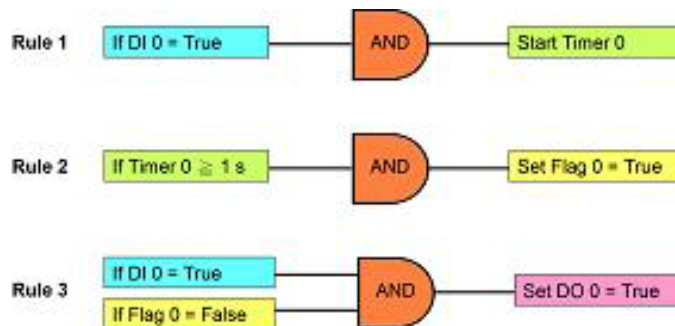 Rule 1 If DI 0 = True AND Start Timer 0
Rule 2 If Timer 0 ≧ 1 s AND Set Flag 0 = True
If DI 0 = True
Rule 3 AND Set DO 0 = True
If Flag 0 = False